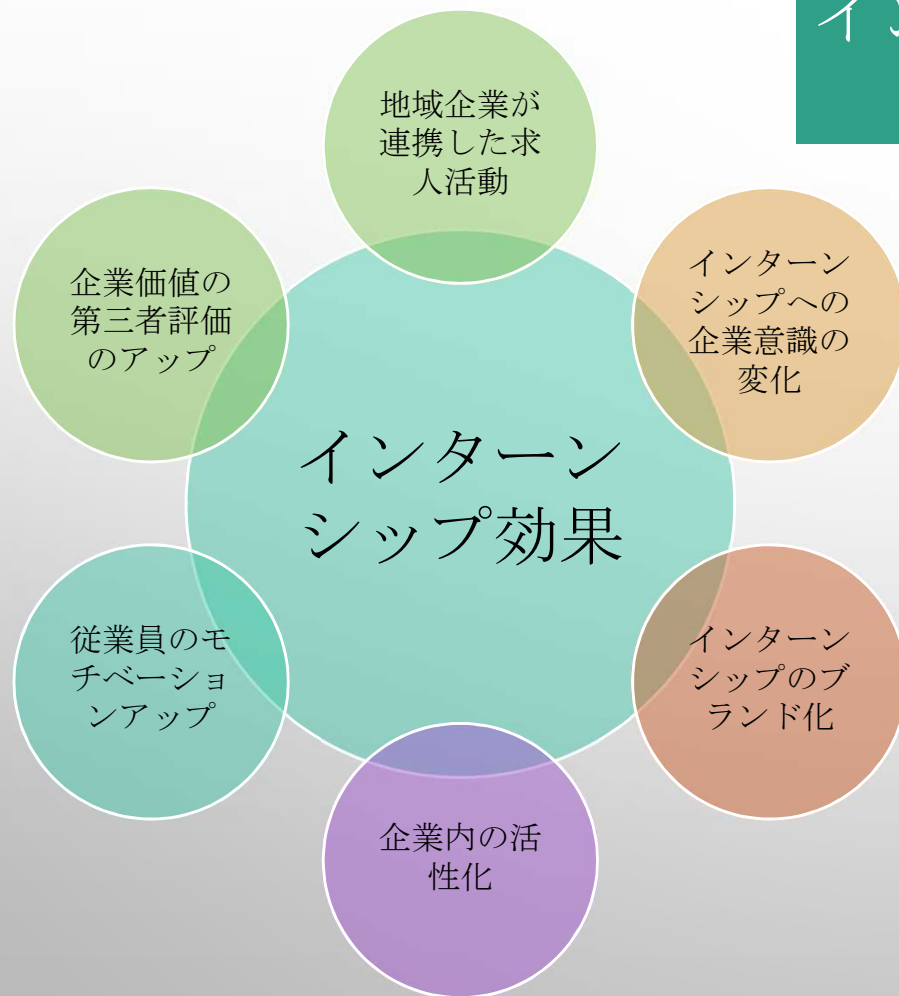 地域企業が
連携した求
人活動
インターン
シップへの
企業意識の
変化
インターン
シップのブ
ランド化
企業内の活
性化
従業員のモ
チベーショ
ンアップ
企業価値の
第三者評価
のアップ
インターン
シップ効果